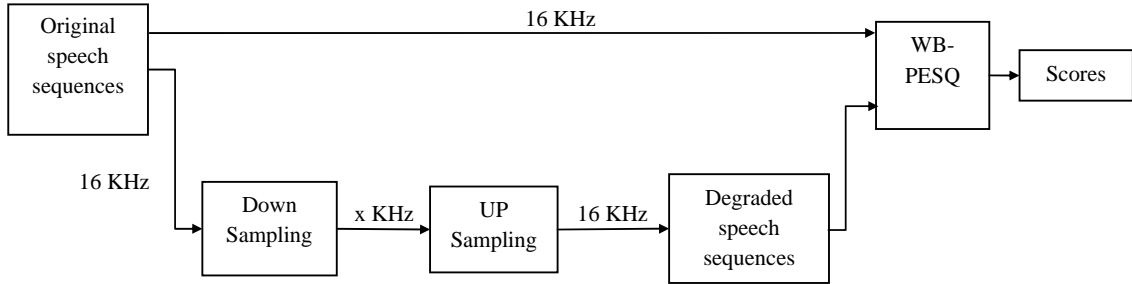 Original
speech
sequences
16 KHz
WB-
PESQ
Scores
16 KHz
Down
Sampling
x KHz
UP
Sampling
16 KHz
Degraded
speech
sequences